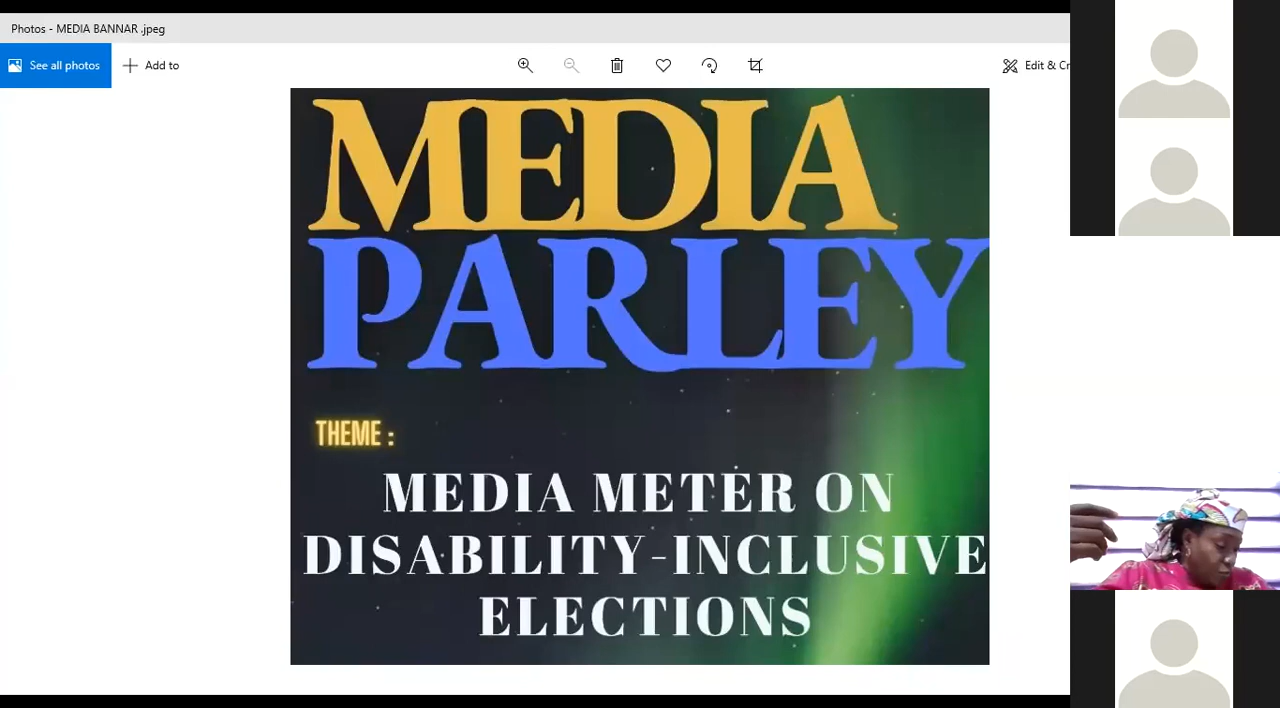 Photos - MEDIA BANNAR .jpeg
See all photos
Add to
Edit & Cr
MEDIA
PARLEY
THEME :
MEDIA METER ON
DISABILITY-INCLUSIVE
ELECTIONS